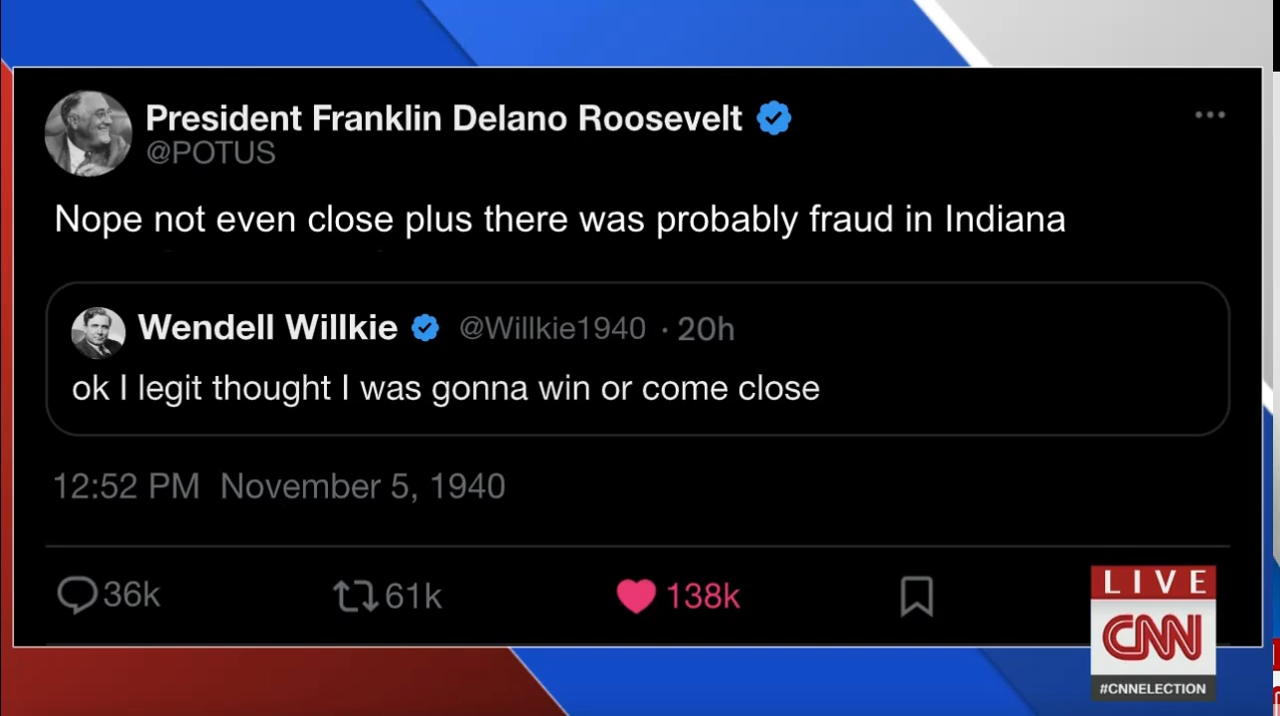 President Franklin Delano Roosevelt
@POTUS
Nope not even close plus there was probably fraud in Indiana
Wendell Willkie @Willkie1940 · 20h
ok I legit thought I was gonna win or come close
12:52 PM November 5, 1940
36k 61k 138k
LIVE
CNN
#CNNELECTION